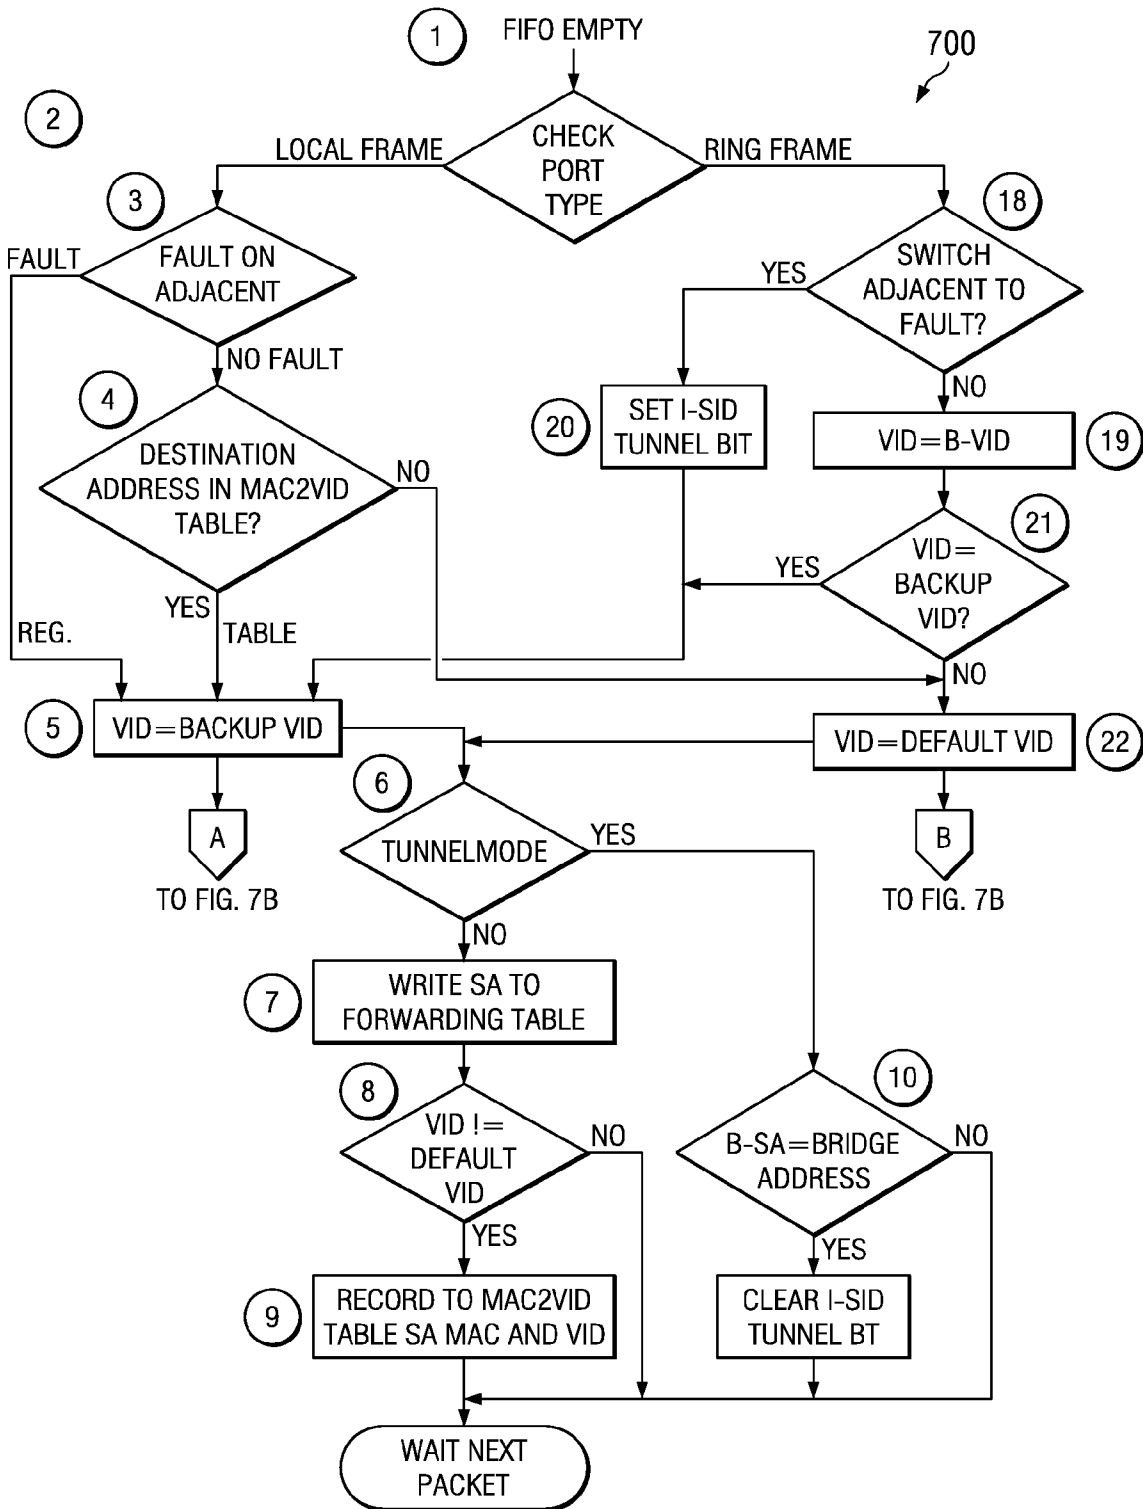 1
FIFO EMPTY
700
2
LOCAL FRAME
CHECK
PORT
TYPE
RING FRAME
3
18
FAULT
FAULT ON
ADJACENT
YES
SWITCH
ADJACENT TO
FAULT?
NO FAULT
NO
4
20
SET I-SID
TUNNEL BIT
VID=B-VID
19
DESTINATION
ADDRESS IN MAC2VID
TABLE?
NO
21
YES
VID=
BACKUP
VID?
YES
REG.
TABLE
NO
5
VID=BACKUP VID
VID=DEFAULT VID
22
6
A
TUNNELMODE
YES
B
TO FIG. 7B
TO FIG. 7B
NO
7
WRITE SA TO
FORWARDING TABLE
8
10
VID !=
DEFAULT
VID
NO
B-SA=BRIDGE
ADDRESS
NO
YES
YES
9
RECORD TO MAC2VID
TABLE SA MAC AND VID
CLEAR I-SID
TUNNEL BT
WAIT NEXT
PACKET